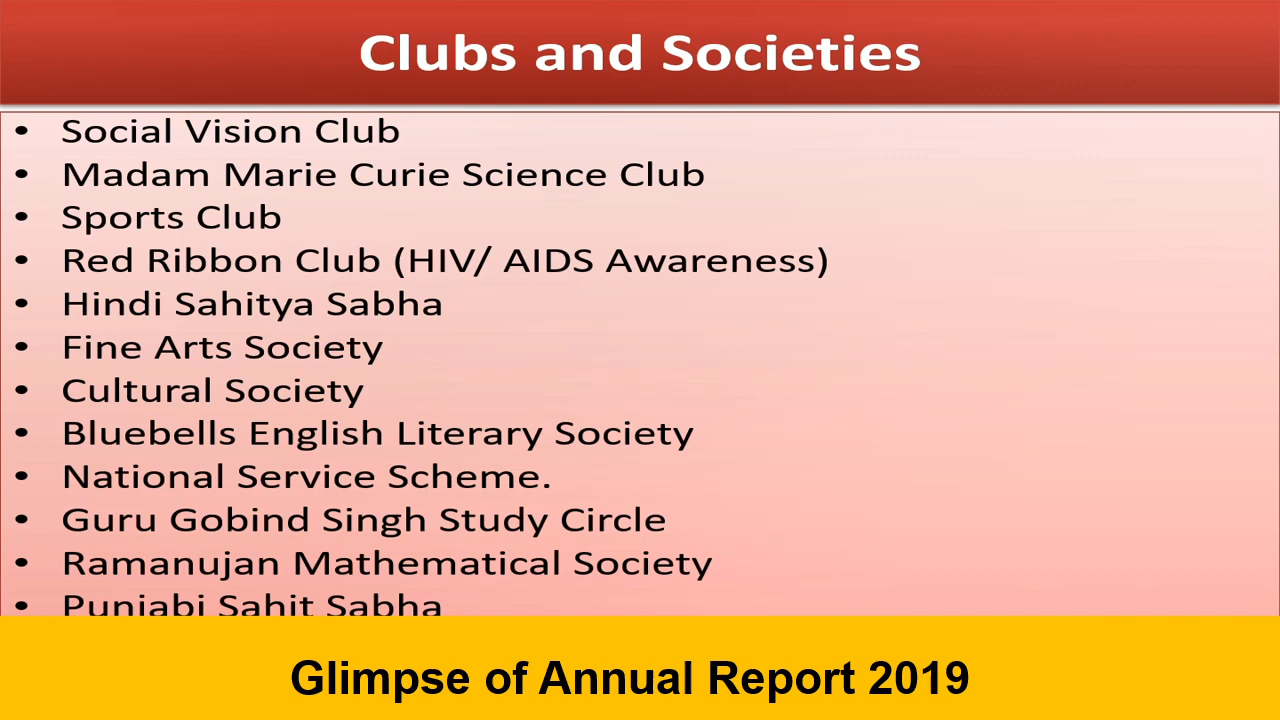 Clubs and Societies
• Social Vision Club
• Madam Marie Curie Science Club
• Sports Club
• Red Ribbon Club (HIV/ AIDS Awareness)
• Hindi Sahitya Sabha
• Fine Arts Society
• Cultural Society
• Bluebells English Literary Society
• National Service Scheme.
• Guru Gobind Singh Study Circle
• Ramanujan Mathematical Society
• Punjabi Sahit Sabha
Glimpse of Annual Report 2019